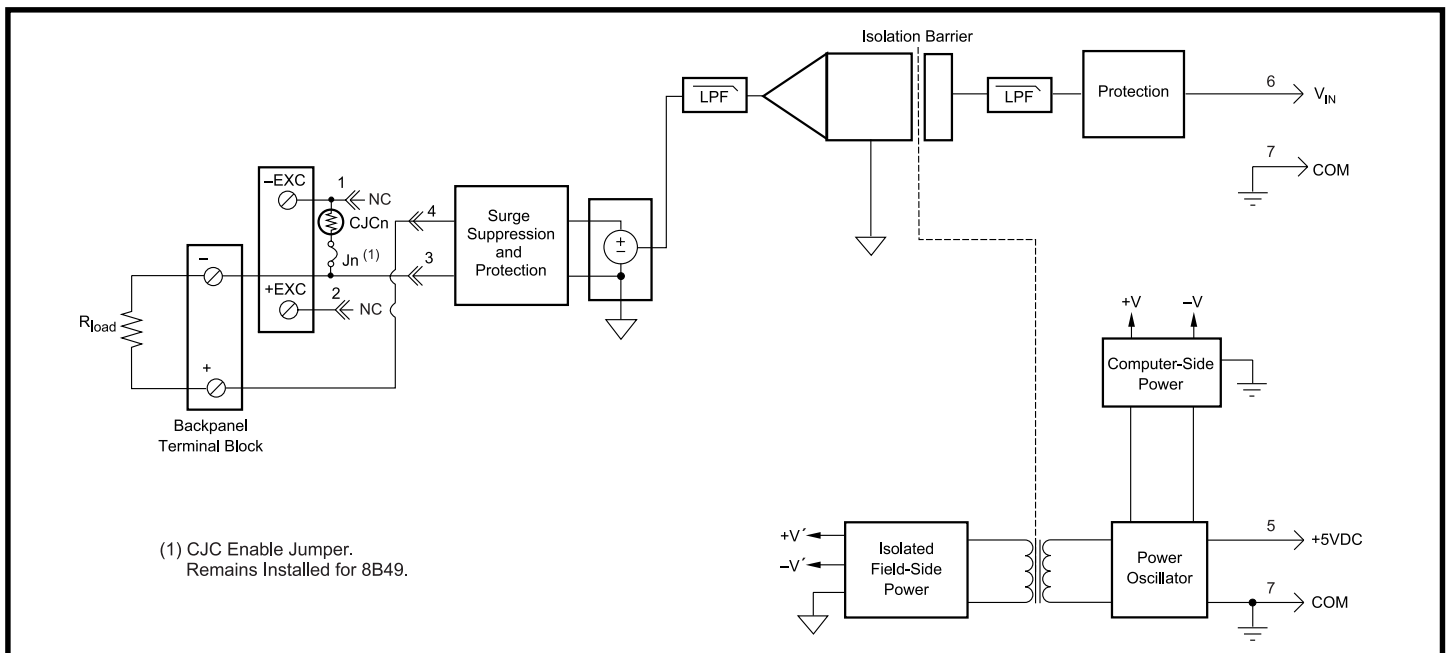 Isolation Barrier
LPF
LPF
Protection
6
VIN
7
COM
–EXC
1
NC
CJCn
Jn (1)
4
3
Surge
Suppression
and
Protection
+
–
–
+EXC
2
NC
Rload
+
Backpanel
Terminal Block
+V
–V
Computer-Side
Power
(1) CJC Enable Jumper.
Remains Installed for 8B49.
+V´
–V´
Isolated
Field-Side
Power
Power
Oscillator
5
+5VDC
7
COM